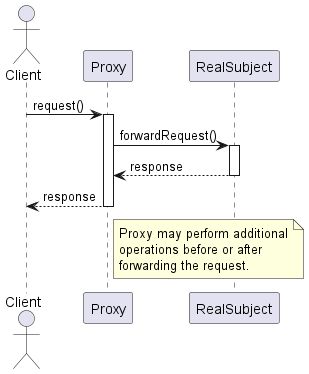 Client
Proxy
RealSubject
request()
forwardRequest()
response
response
Proxy may perform additional
operations before or after
forwarding the request.
Client
Proxy
RealSubject